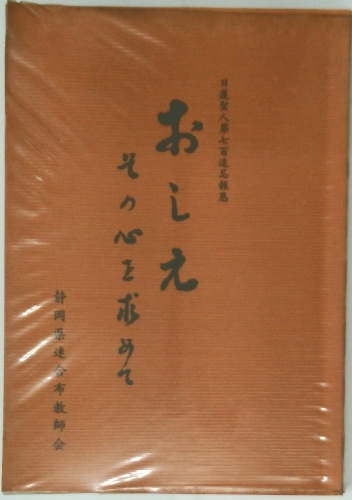 日蓮聖人第七百遠忌報恩
おしえ
その心を求めて
静岡県連合布教師会